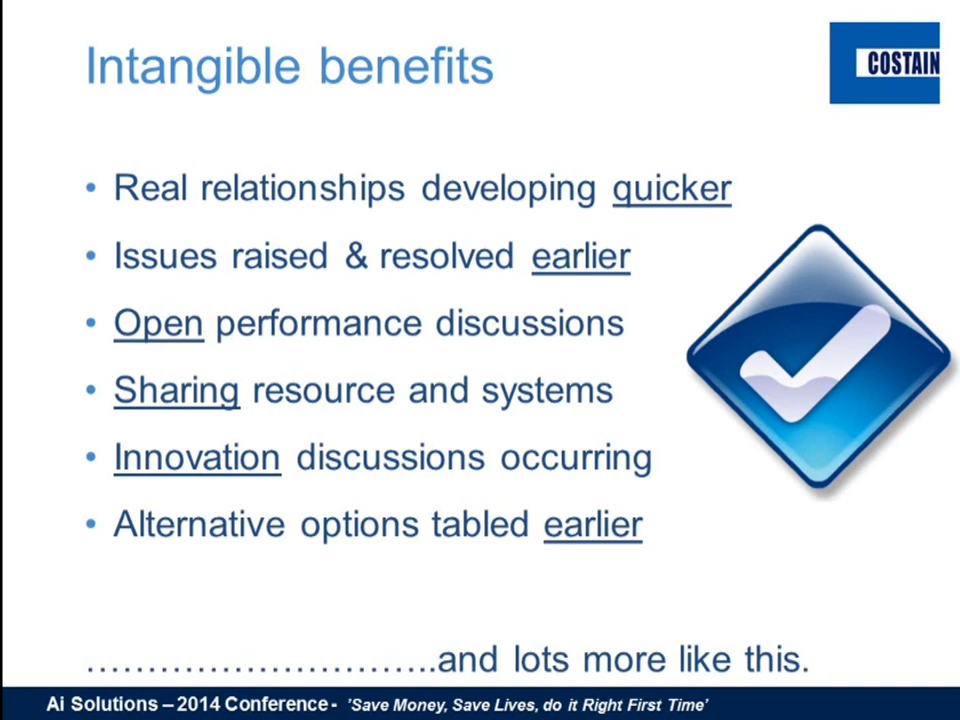 Intangible benefits
COSTAIN
• Real relationships developing quicker
• Issues raised & resolved earlier
• Open performance discussions
• Sharing resource and systems
• Innovation discussions occurring
• Alternative options tabled earlier
…………………………..and lots more like this.
Ai Solutions – 2014 Conference - 'Save Money, Save Lives, do it Right First Time'